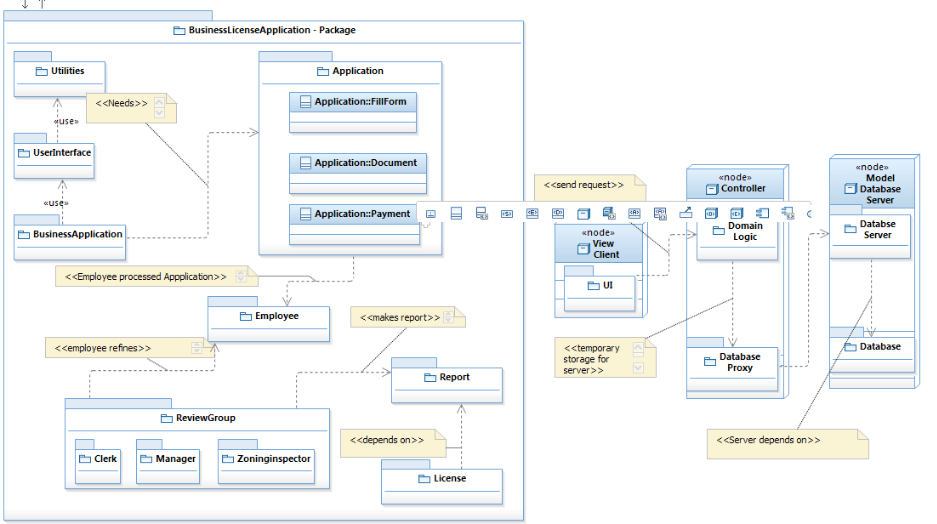 BusinessLicenseApplication - Package
Utilities
<<Needs>>
«use»
UserInterface
«use»
BusinessApplication
Application
Application::FillForm
Application::Document
Application::Payment
<<Employee processed Appplication>>
Employee
<<makes report>>
<<employee refines>>
Report
ReviewGroup
Clerk
Manager
Zoninginspector
<<depends on>>
License
<<send request>>
«node»
View
Client
UI
«node»
Controller
Domain
Logic
<<temporary
storage for
server>>
Database
Proxy
«node»
Model
Database
Server
Databse
Server
Database
<<Server depends on>>